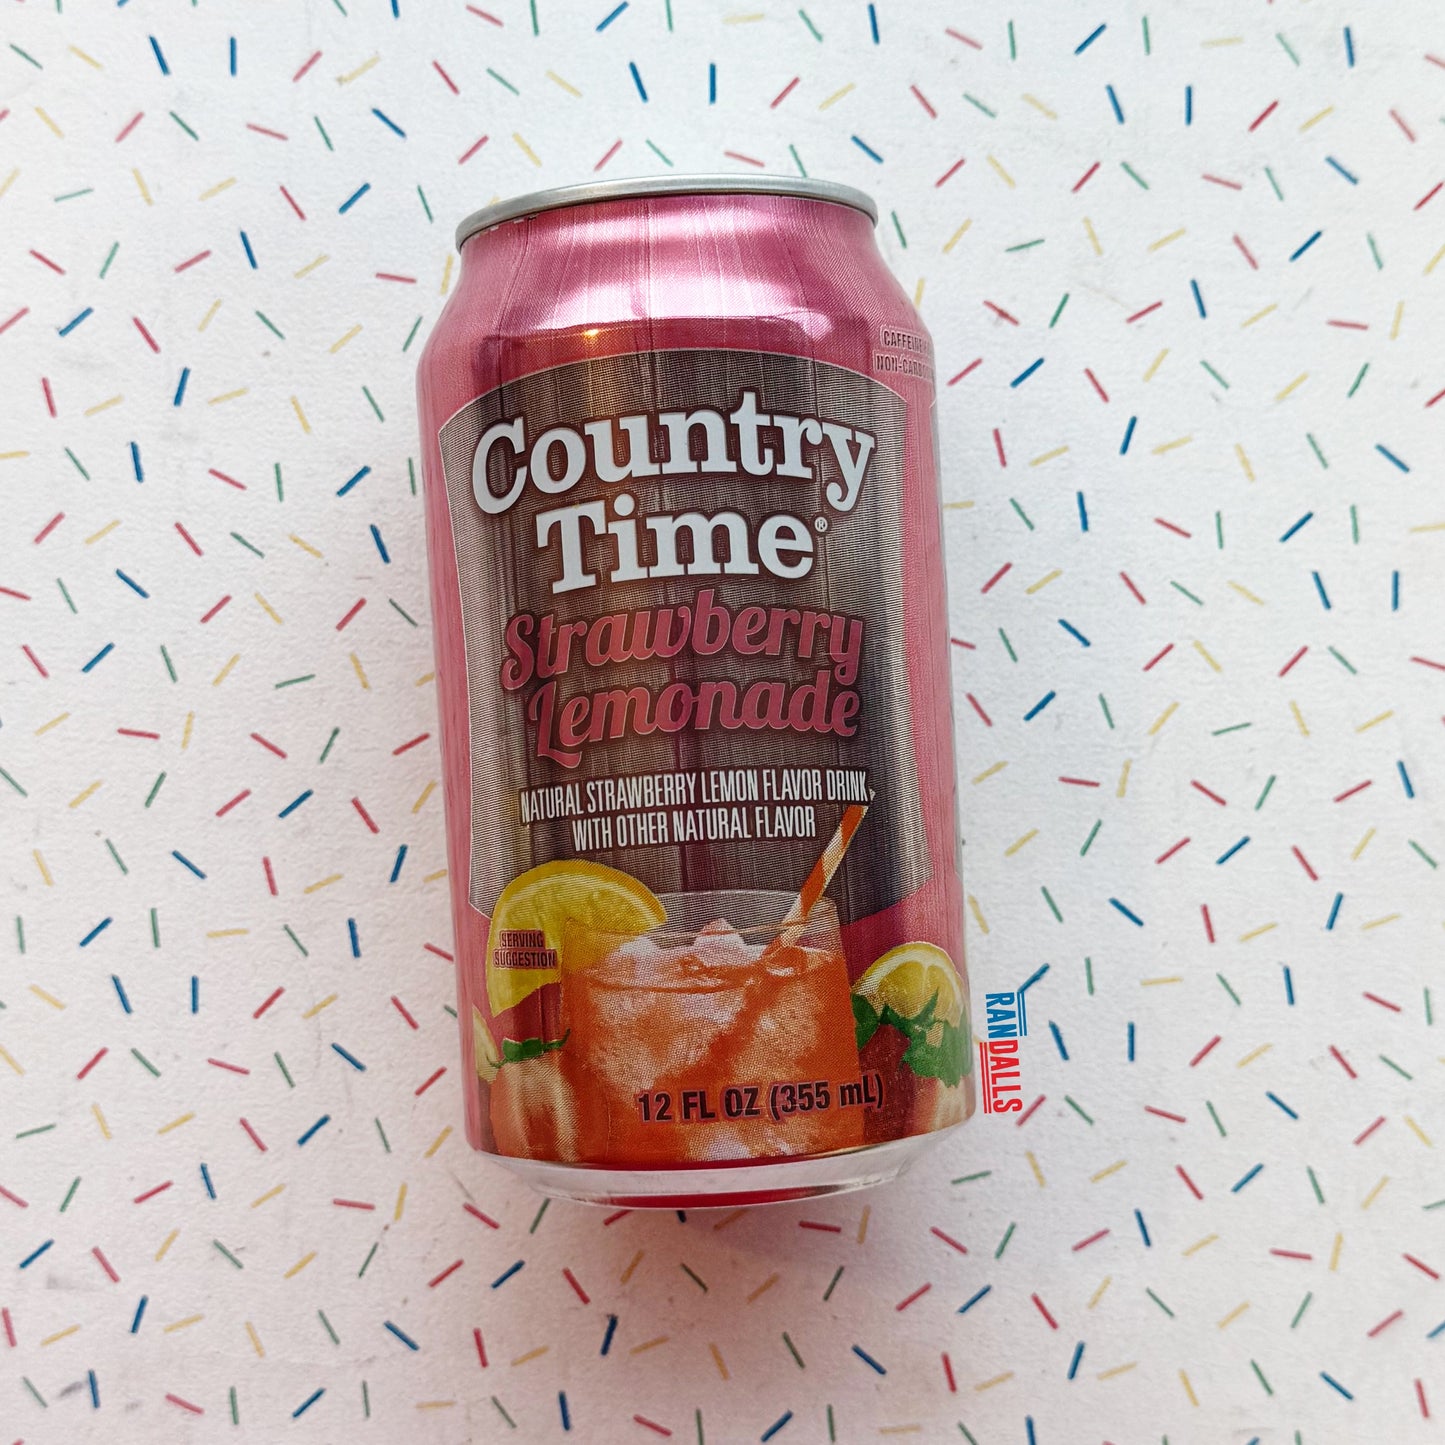 CAFFEINE
Country
Time®
Strawberry
Lemonade
NATURAL STRAWBERRY LEMON FLAVOR DRINK
WITH OTHER NATURAL FLAVOR
SERVING
SUGGESTION
12 FL OZ (355 mL)
RANDALLS